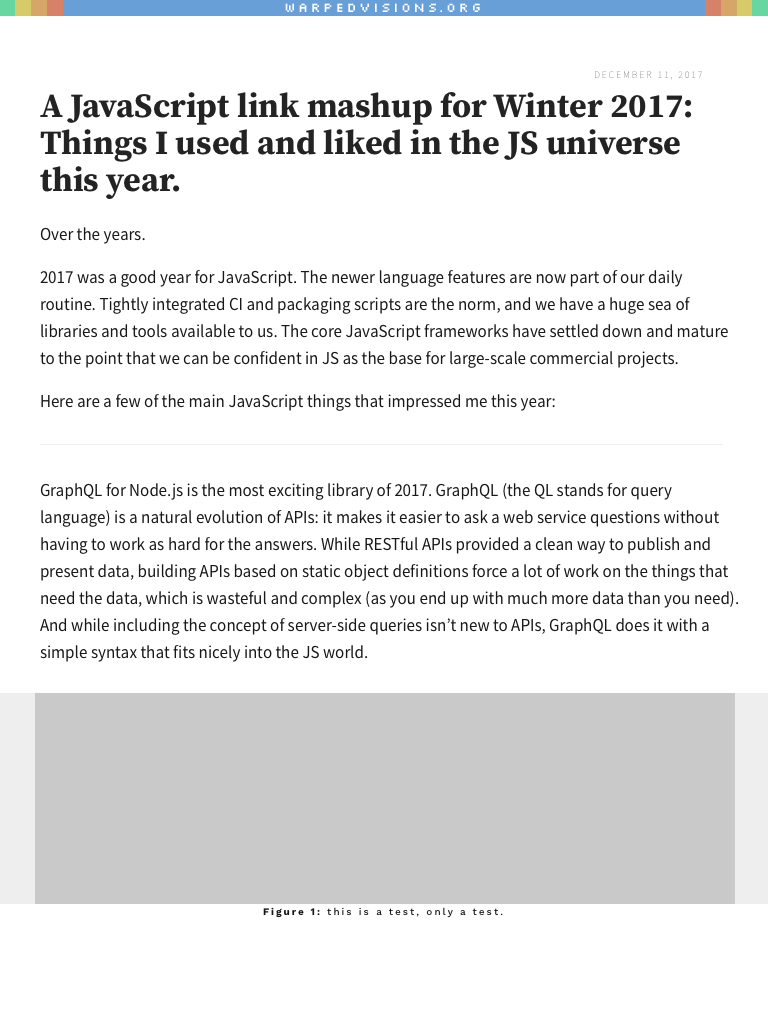 WARPEDVISIONS.ORG
DECEMBER 11, 2017
A JavaScript link mashup for Winter 2017:
Things I used and liked in the JS universe
this year.
Over the years.
2017 was a good year for JavaScript. The newer language features are now part of our daily
routine. Tightly integrated CI and packaging scripts are the norm, and we have a huge sea of
libraries and tools available to us. The core JavaScript frameworks have settled down and mature
to the point that we can be confident in JS as the base for large-scale commercial projects.
Here are a few of the main JavaScript things that impressed me this year:
GraphQL for Node.js is the most exciting library of 2017. GraphQL (the QL stands for query
language) is a natural evolution of APIs: it makes it easier to ask a web service questions without
having to work as hard for the answers. While RESTful APIs provided a clean way to publish and
present data, building APIs based on static object definitions force a lot of work on the things that
need the data, which is wasteful and complex (as you end up with much more data than you need).
And while including the concept of server-side queries isn’t new to APIs, GraphQL does it with a
simple syntax that fits nicely into the JS world.
Figure 1: this is a test, only a test.